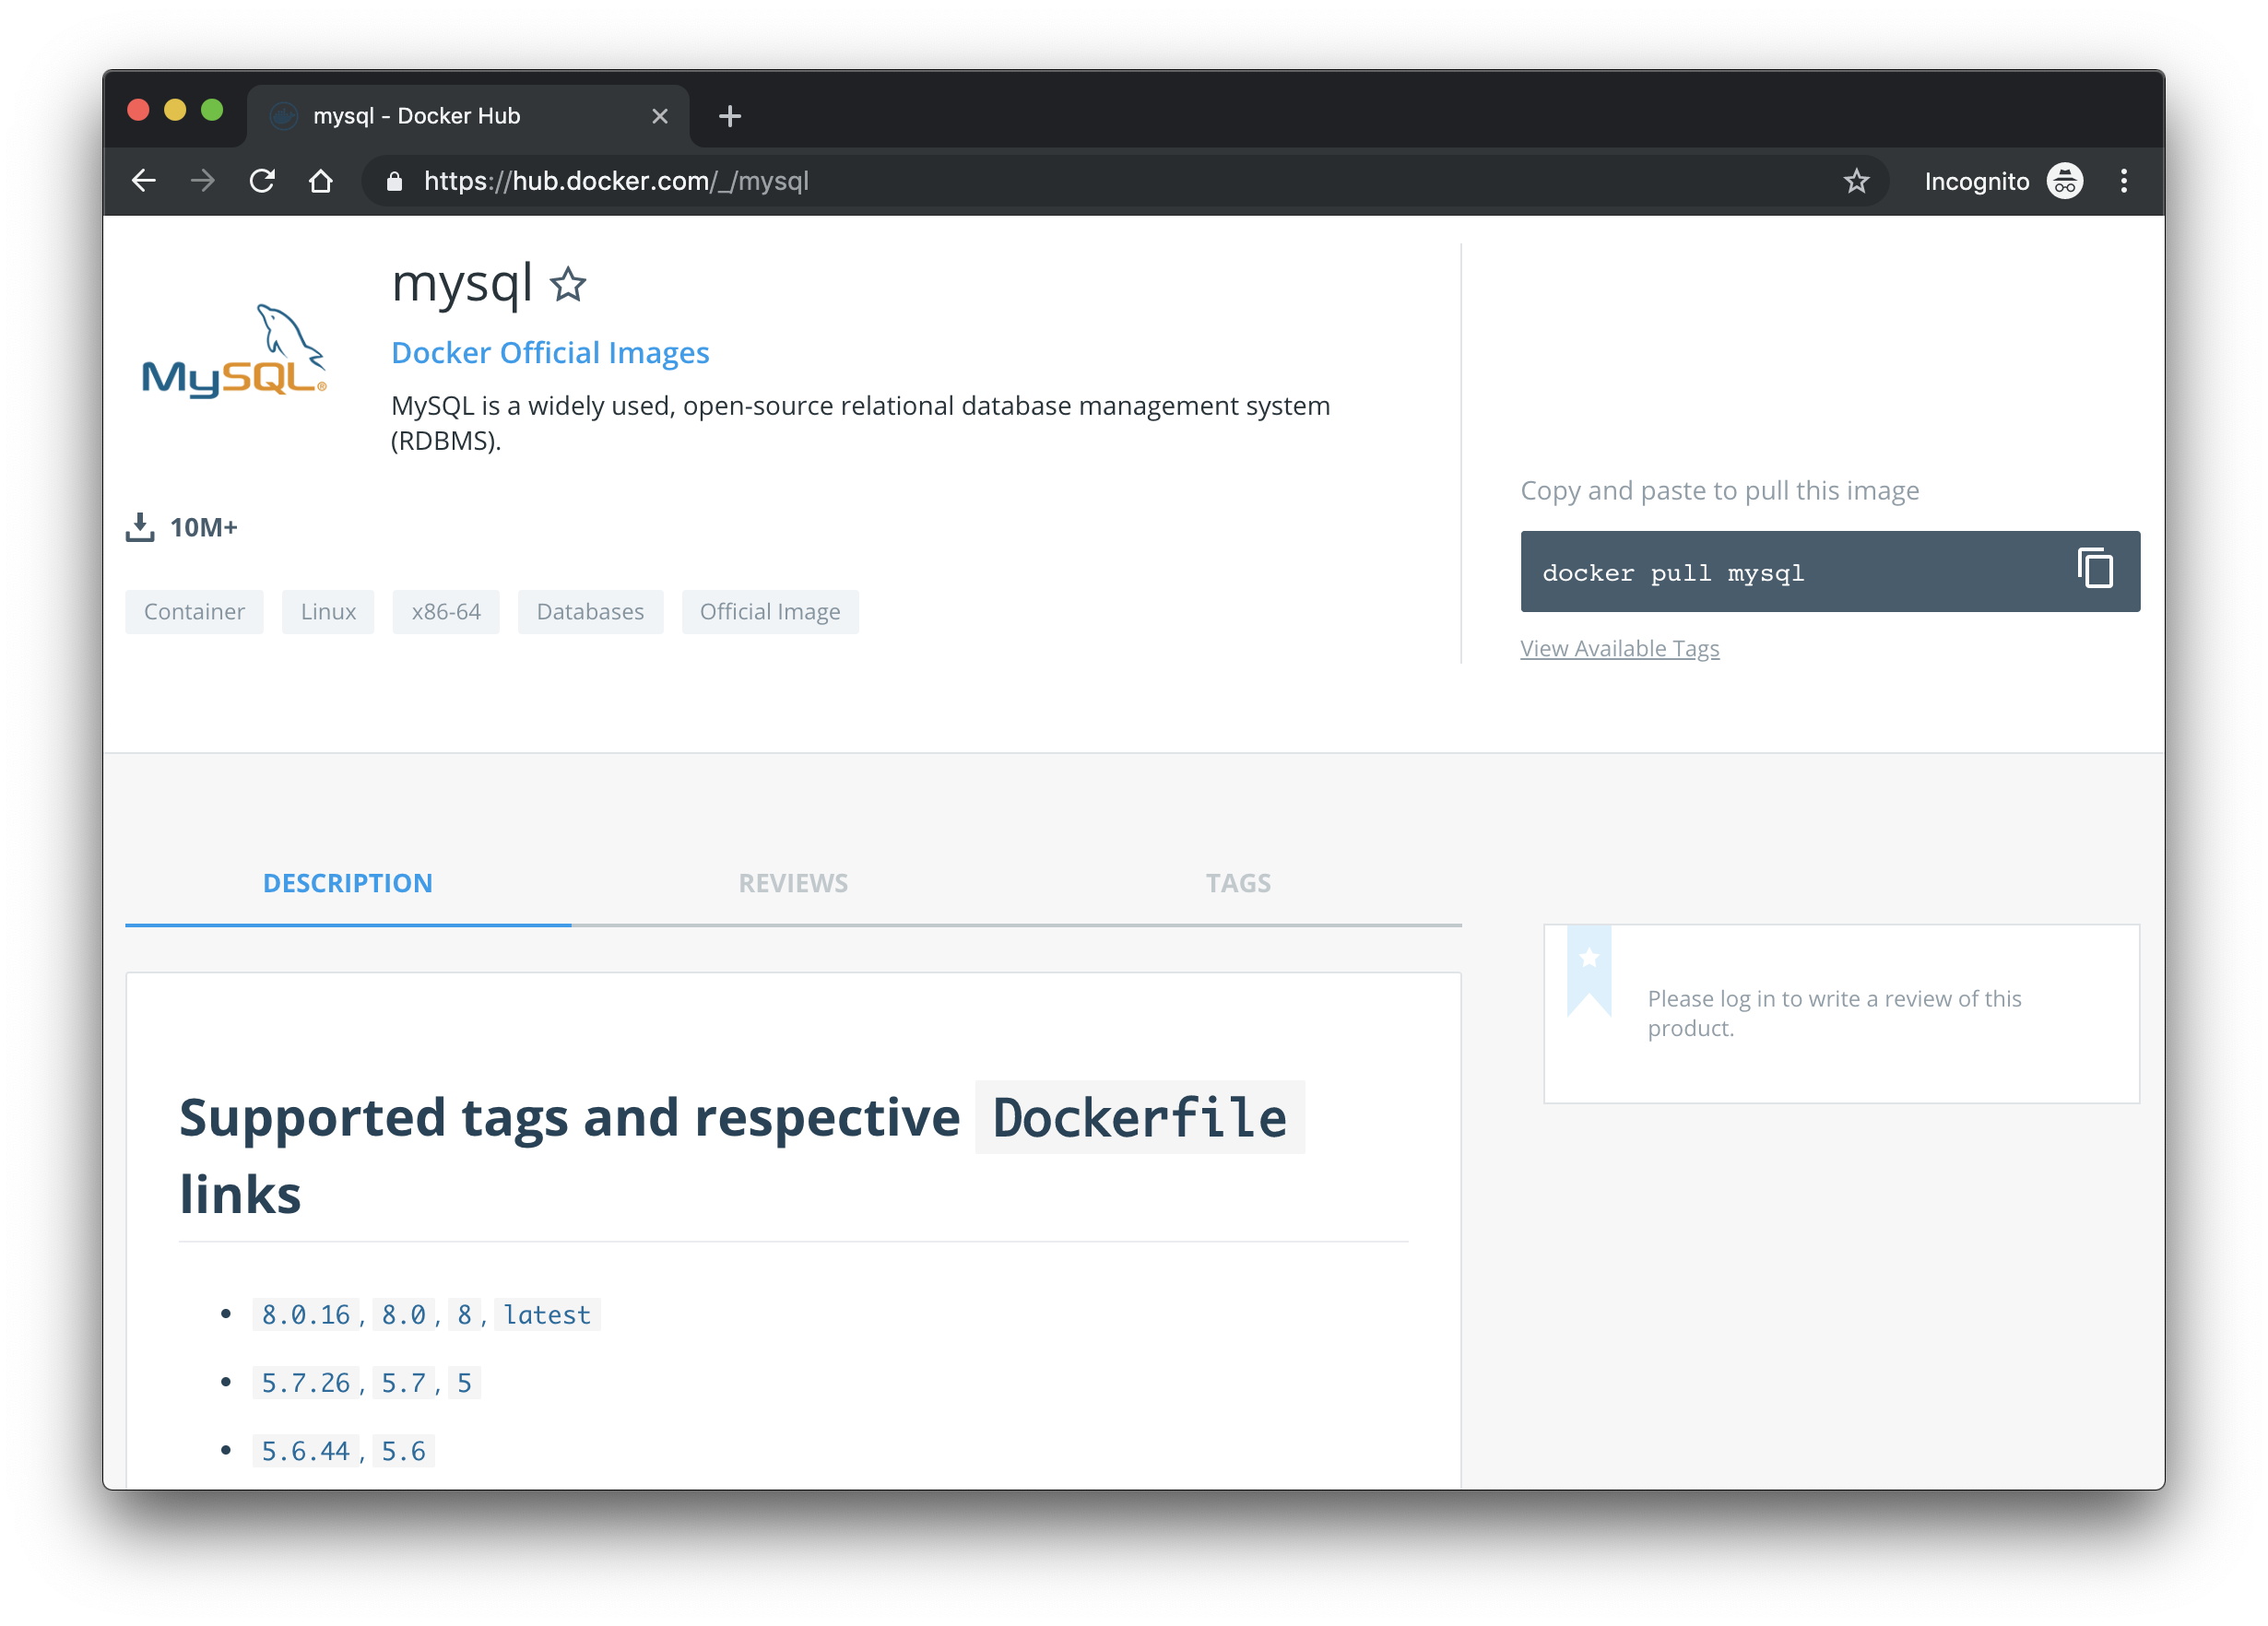 mysql - Docker Hub
https://hub.docker.com/_/mysql
Incognito
mysql
MySQL®
Docker Official Images
MySQL is a widely used, open-source relational database management system
(RDBMS).
10M+
Container Linux x86-64 Databases Official Image
Copy and paste to pull this image
docker pull mysql
View Available Tags
DESCRIPTION REVIEWS TAGS
Please log in to write a review of this
product.
Supported tags and respective Dockerfile
links
• 8.0.16, 8.0, 8, latest
• 5.7.26, 5.7, 5
• 5.6.44, 5.6